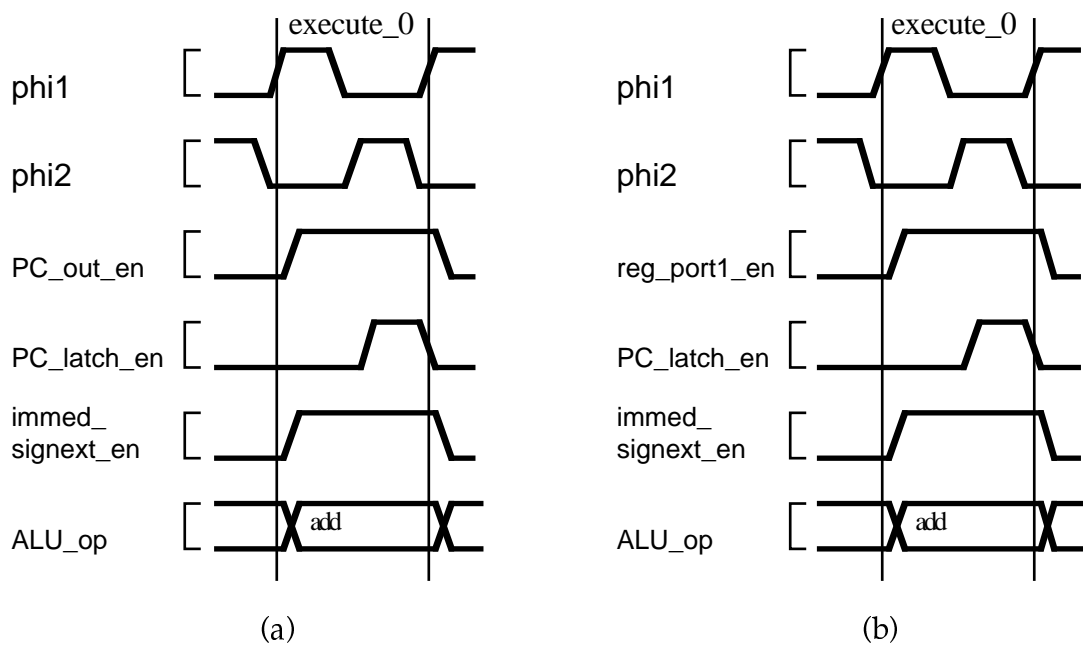 execute_0
phi1
phi2
PC_out_en
PC_latch_en
immed_
signext_en
ALU_op
add
(a)
execute_0
phi1
phi2
reg_port1_en
PC_latch_en
immed_
signext_en
ALU_op
add
(b)